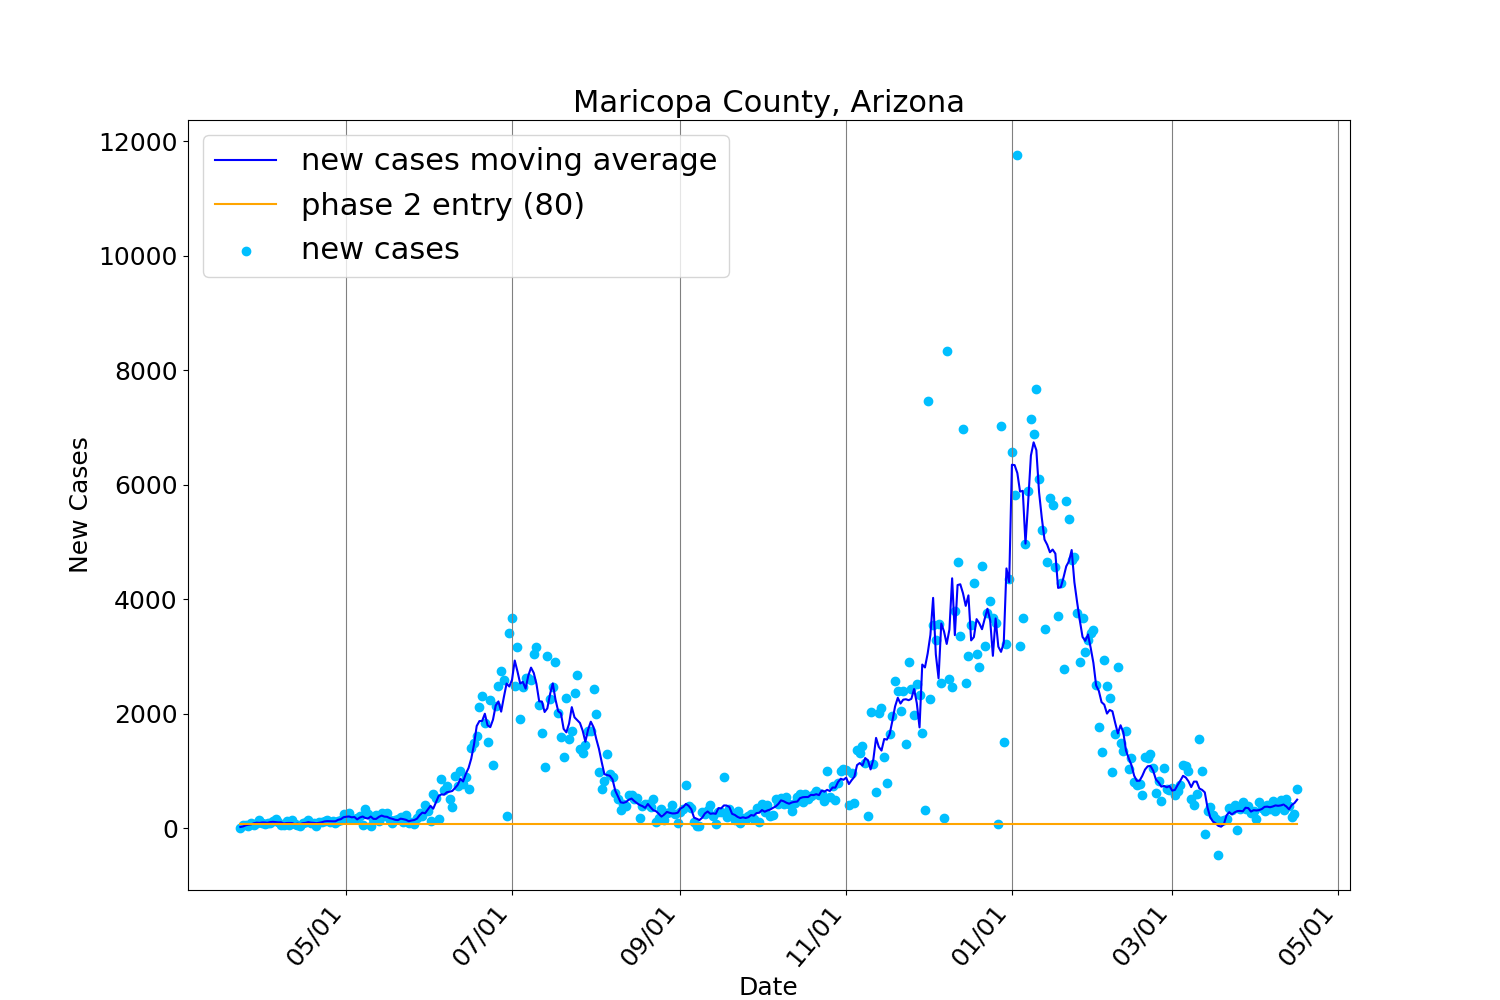 Maricopa County, Arizona
12000
10000
8000
6000
4000
2000
0
New Cases
new cases moving average
phase 2 entry (80)
new cases
05/01
07/01
09/01
11/01
01/01
03/01
05/01
Date